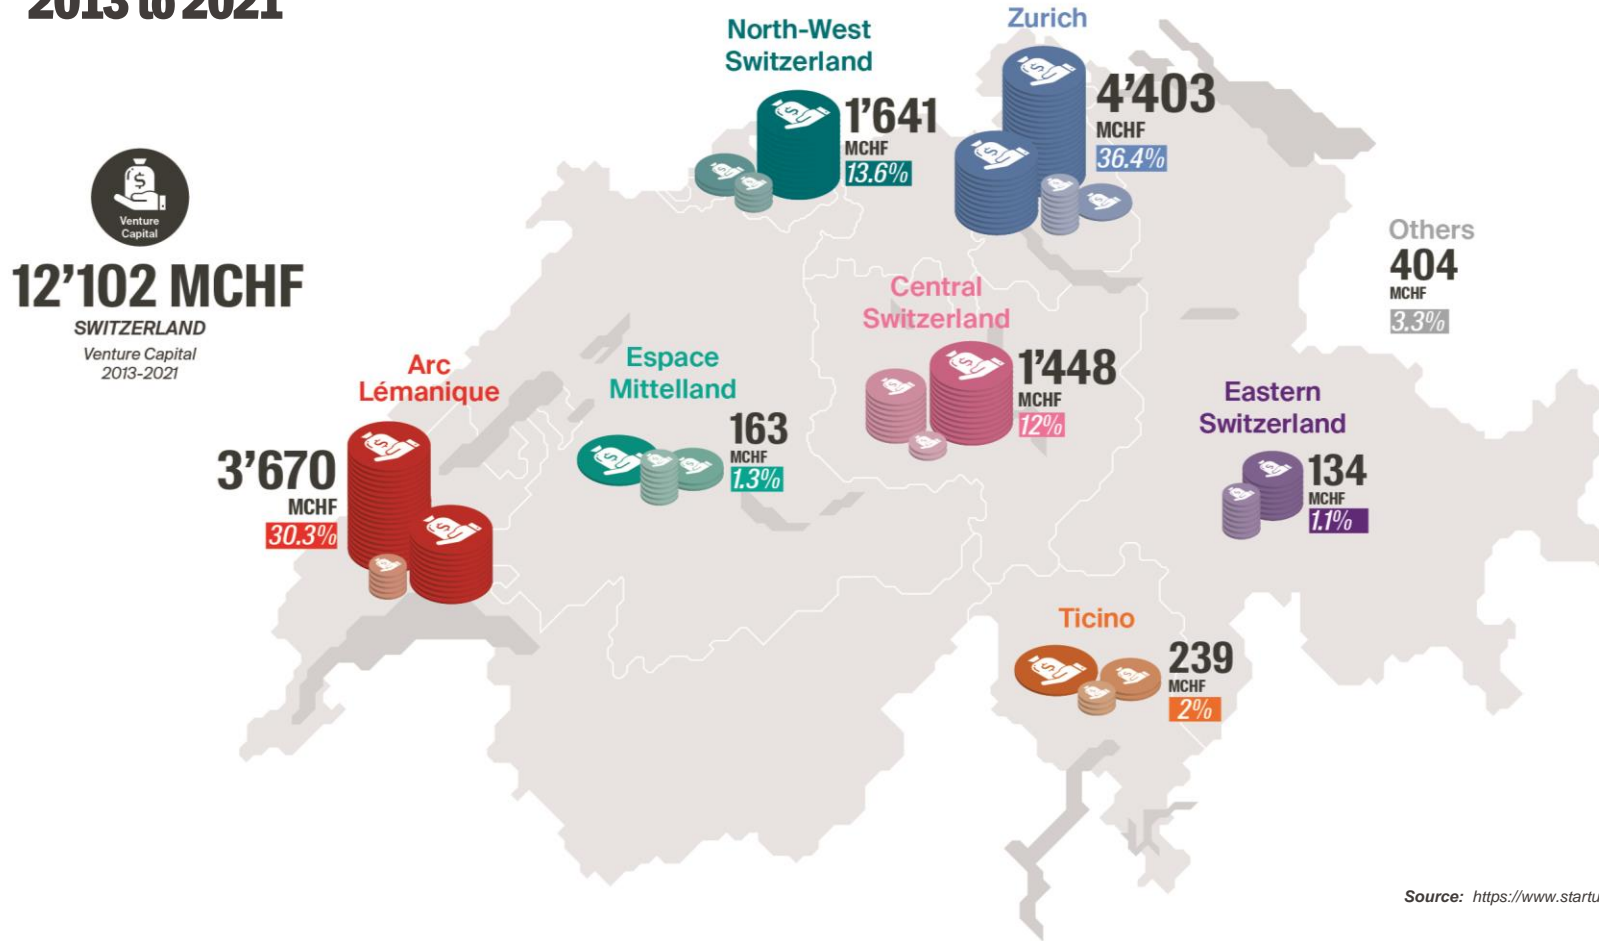 2013 to 2021
Venture
Capital
12’102 MCHF
SWITZERLAND
Venture Capital
2013-2021
North-West
Switzerland
1’641
MCHF
13.6%
Zurich
4’403
MCHF
36.4%
Others
404
MCHF
3.3%
Central
Switzerland
1’448
MCHF
12%
Arc
Lémanique
3’670
MCHF
30.3%
Espace
Mittelland
163
MCHF
1.3%
Eastern
Switzerland
134
MCHF
1.1%
Ticino
239
MCHF
2%
Source: https://www.startu